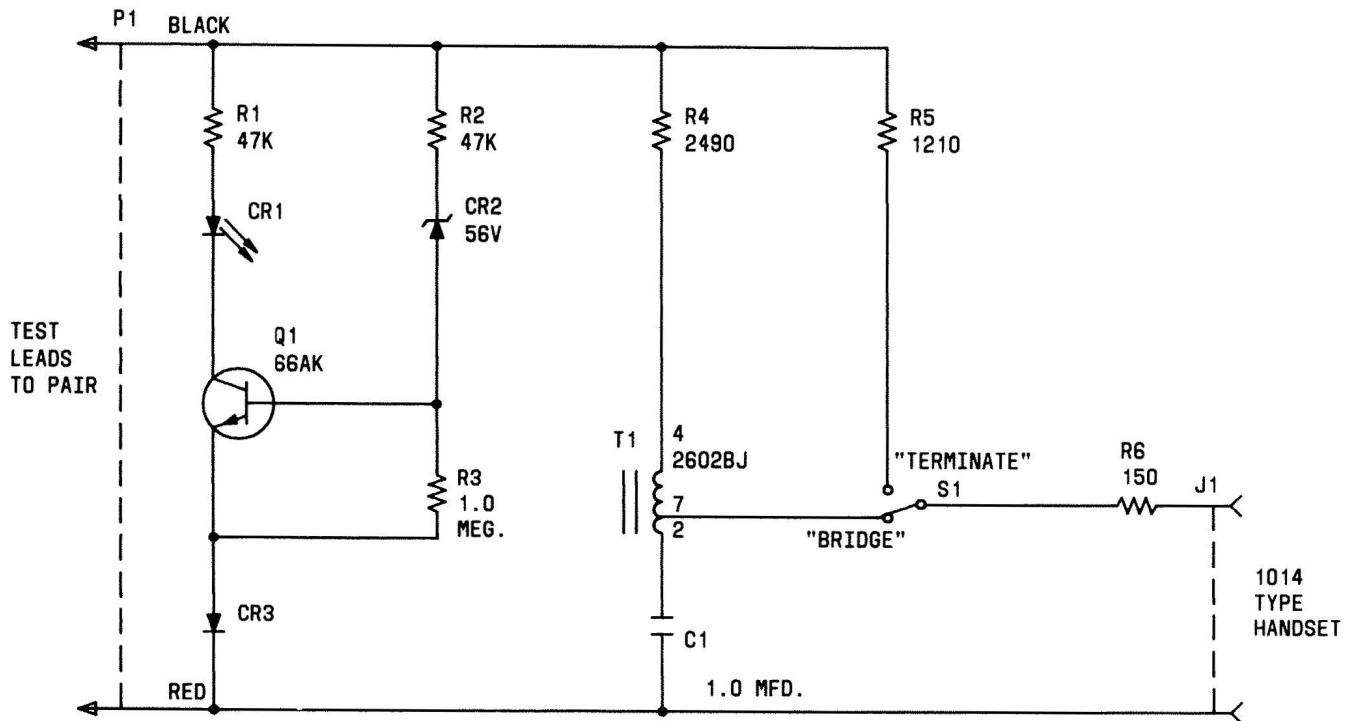 P1
BLACK
R1
47K
R2
47K
R4
2490
R5
1210
CR1
CR2
56V
TEST
LEADS
TO PAIR
Q1
66AK
R3
1.0
MEG.
T1
4
2602BJ
7
2
"TERMINATE"
S1
"BRIDGE"
R6
150
J1
CR3
C1
1.0 MFD.
RED
1014
TYPE
HANDSET